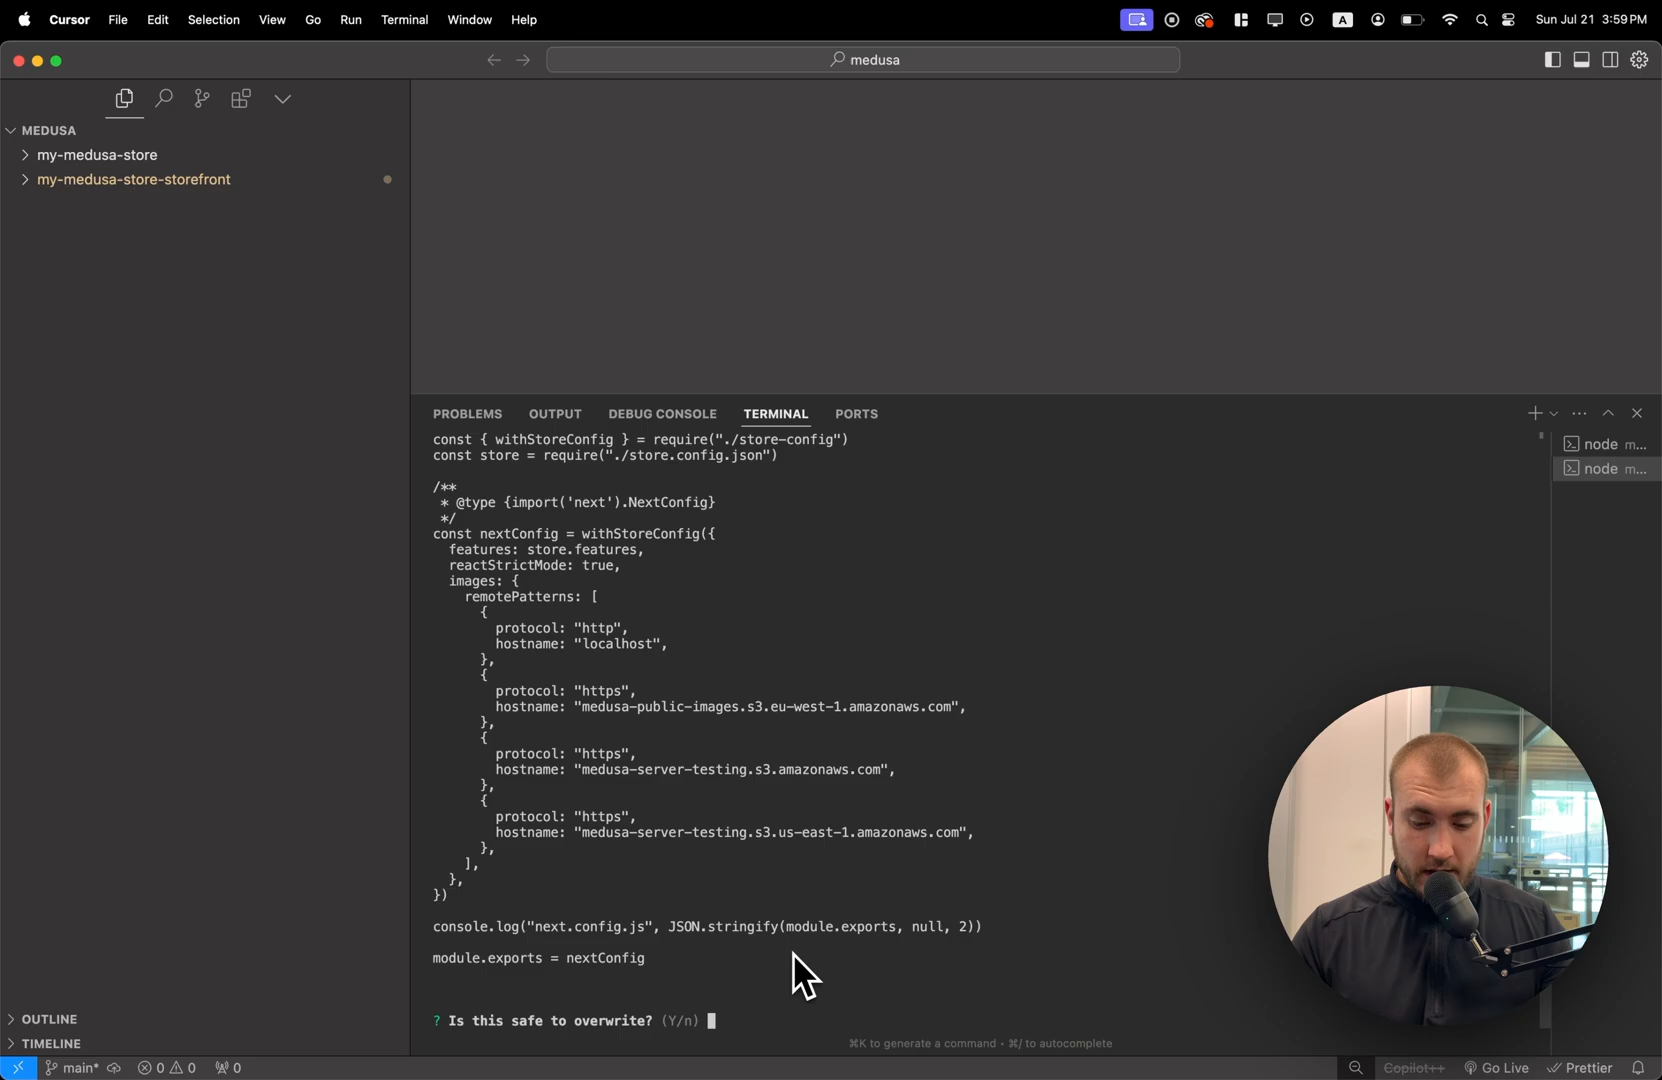 Cursor File Edit Selection View Go Run Terminal Window Help
A
Sun Jul 21 3:59 PM
medusa
MEDUSA
my-medusa-store
my-medusa-store-storefront
PROBLEMS OUTPUT DEBUG CONSOLE TERMINAL PORTS
node m...
node m...
const { withStoreConfig } = require("./store-config")
const store = require("./store.config.json")
/**
* @type {import('next').NextConfig}
*/
const nextConfig = withStoreConfig({
features: store.features,
reactStrictMode: true,
images: {
remotePatterns: [
{
protocol: "http",
hostname: "localhost",
},
{
protocol: "https",
hostname: "medusa-public-images.s3.eu-west-1.amazonaws.com",
},
{
protocol: "https",
hostname: "medusa-server-testing.s3.amazonaws.com",
},
{
protocol: "https",
hostname: "medusa-server-testing.s3.us-east-1.amazonaws.com",
},
],
},
})
console.log("next.config.js", JSON.stringify(module.exports, null, 2))
module.exports = nextConfig
? Is this safe to overwrite? (Y/n)
⌘K to generate a command • ⌘/ to autocomplete
OUTLINE
TIMELINE
main* 0 0 0 Copilot++ Go Live Prettier